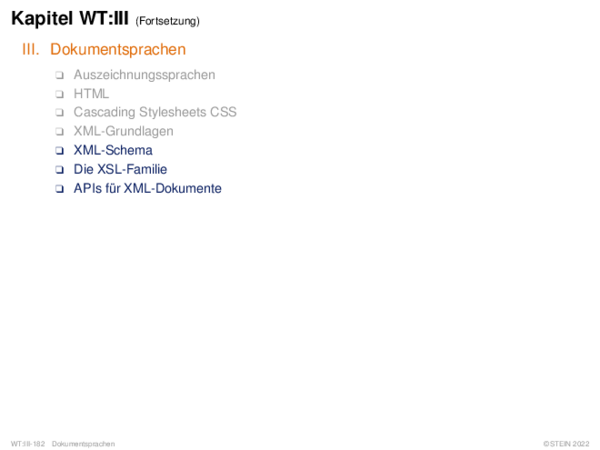 Kapitel WT:III (Fortsetzung)
III. Dokumentsprachen
❑ Auszeichnungssprachen
❑ HTML
❑ Cascading Stylesheets CSS
❑ XML-Grundlagen
❑ XML-Schema
❑ Die XSL-Familie
❑ APIs für XML-Dokumente
WT:III-182 Dokumentsprachen ©STEIN 2022